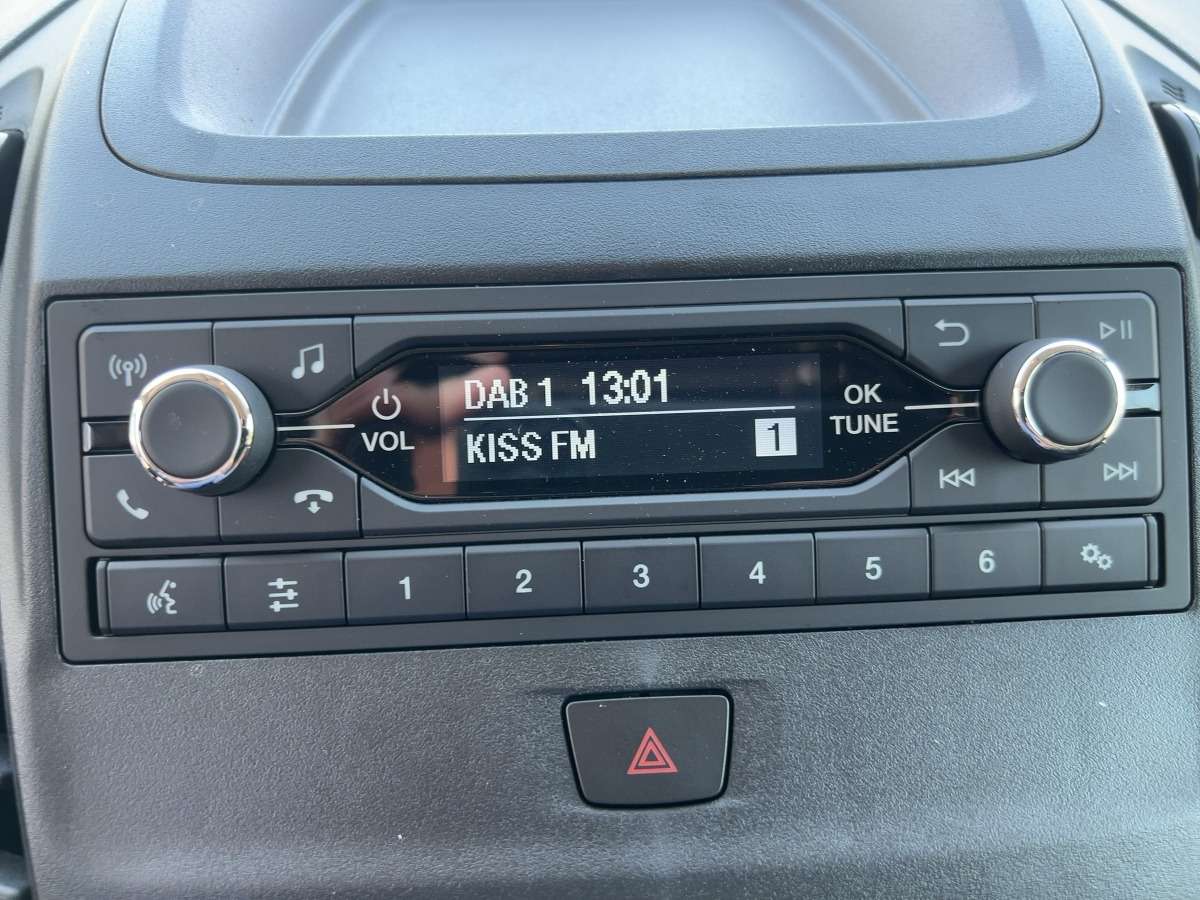 DAB 1 13:01
KISS FM 1
VOL
OK
TUNE
1 2 3 4 5 6